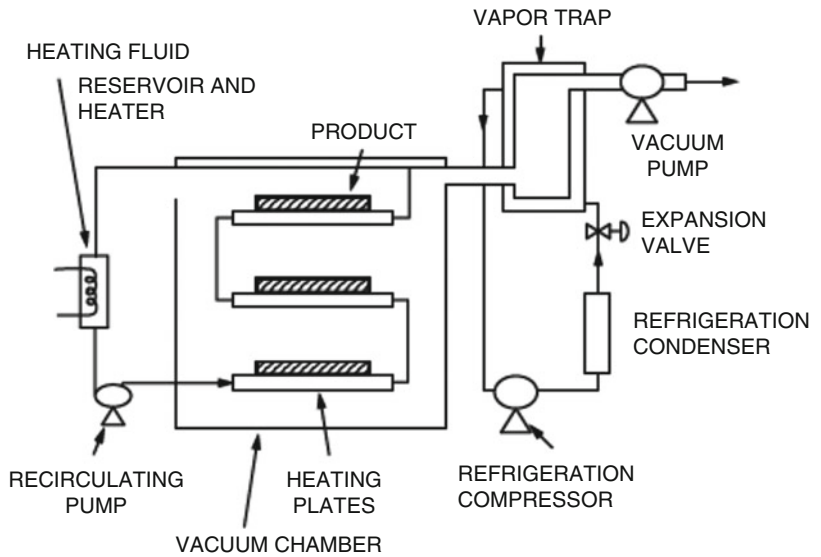 VAPOR TRAP
HEATING FLUID
RESERVOIR AND
HEATER
PRODUCT
VACUUM
PUMP
EXPANSION
VALVE
REFRIGERATION
CONDENSER
RECIRCULATING
PUMP
HEATING
PLATES
REFRIGERATION
COMPRESSOR
VACUUM CHAMBER